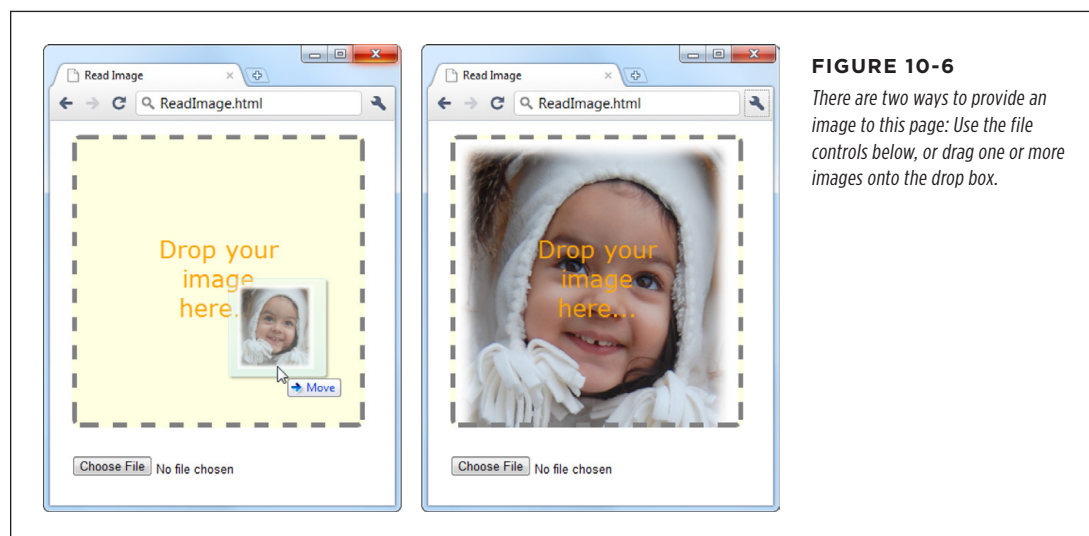 Read Image
ReadImage.html
Drop your
image
here...
Move
Choose File No file chosen
Read Image
ReadImage.html
Drop your
image
here...
Choose File No file chosen
FIGURE 10-6
There are two ways to provide an
image to this page: Use the file
controls below, or drag one or more
images onto the drop box.